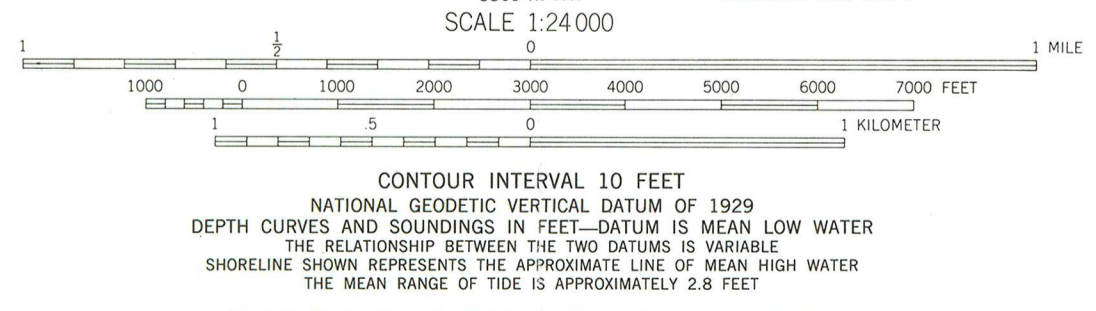 SCALE 1:24 000
1 1/2 0 1 MILE
1000 0 1000 2000 3000 4000 5000 6000 7000 FEET
1 .5 0 1 KILOMETER
CONTOUR INTERVAL 10 FEET
NATIONAL GEODETIC VERTICAL DATUM OF 1929
DEPTH CURVES AND SOUNDINGS IN FEET—DATUM IS MEAN LOW WATER
THE RELATIONSHIP BETWEEN THE TWO DATUMS IS VARIABLE
SHORELINE SHOWN REPRESENTS THE APPROXIMATE LINE OF MEAN HIGH WATER
THE MEAN RANGE OF TIDE IS APPROXIMATELY 2.8 FEET